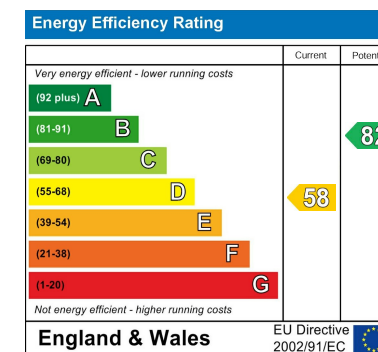 Energy Efficiency Rating
Current
Very energy efficient - lower running costs
(92 plus) A
(81-91) B
(69-80) C
(55-68) D
(39-54) E
(21-38) F
(1-20) G
58
82
Not energy efficient - higher running costs
England & Wales
EU Directive
2002/91/EC